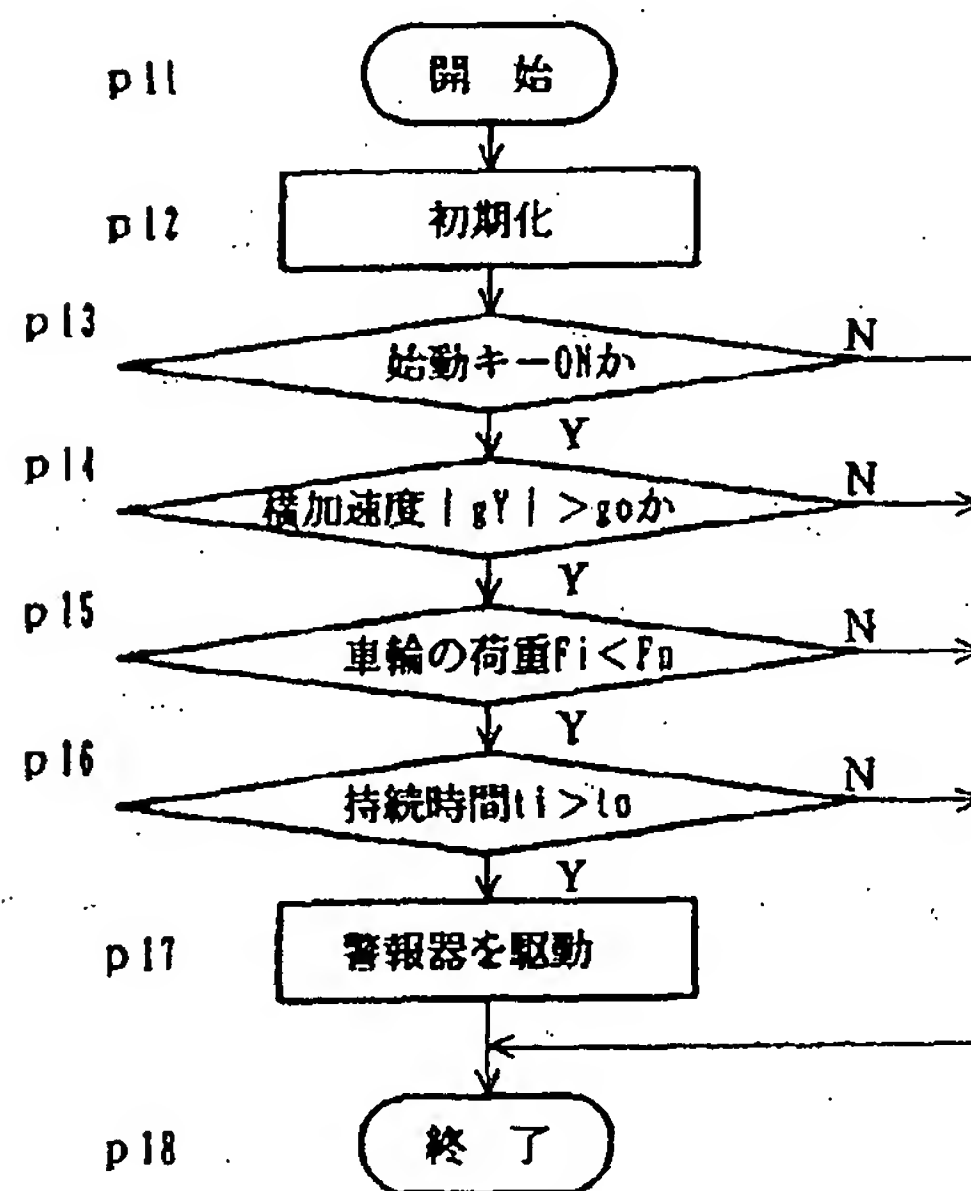 p11
開 始
p12
初期化
p13
始動キーONか
N
Y
p14
横加速度|gY|>goか
N
Y
p15
車輪の荷重Fi<Fo
N
Y
p16
持続時間ti>to
N
Y
p17
警報器を駆動
p18
終 了